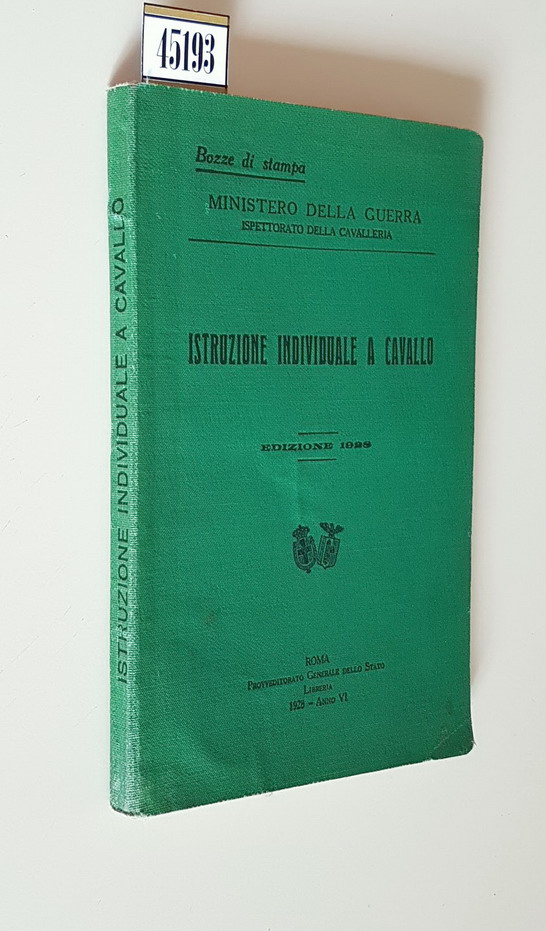 45193
Bozze di stampa
MINISTERO DELLA GUERRA
ISPETTORATO DELLA CAVALLERIA
ISTRUZIONE INDIVIDUALE A CAVALLO
EDIZIONE 1928
ROMA
PROVVEDITORATO GENERALE DELLO STATO
LIBRERIA
1928 - ANNO VI
ISTRUZIONE INDIVIDUALE A CAVALLO